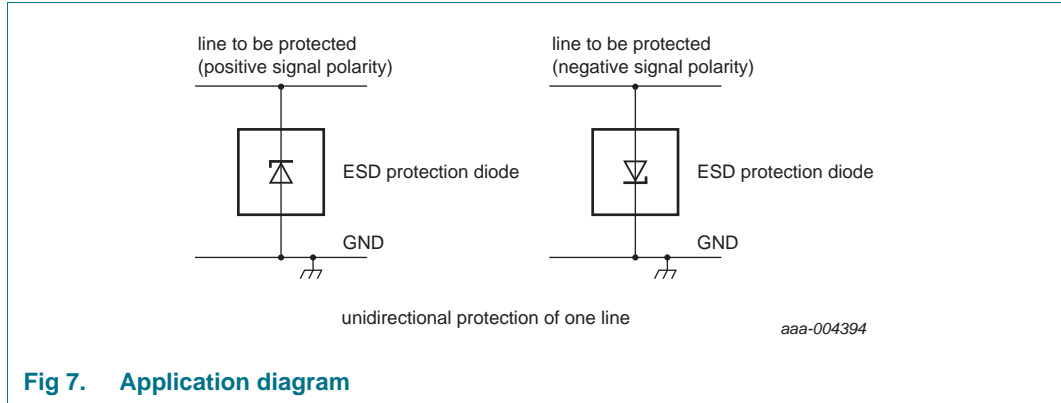 line to be protected
(positive signal polarity)
ESD protection diode
GND
line to be protected
(negative signal polarity)
ESD protection diode
GND
unidirectional protection of one line
aaa-004394
Fig 7. Application diagram